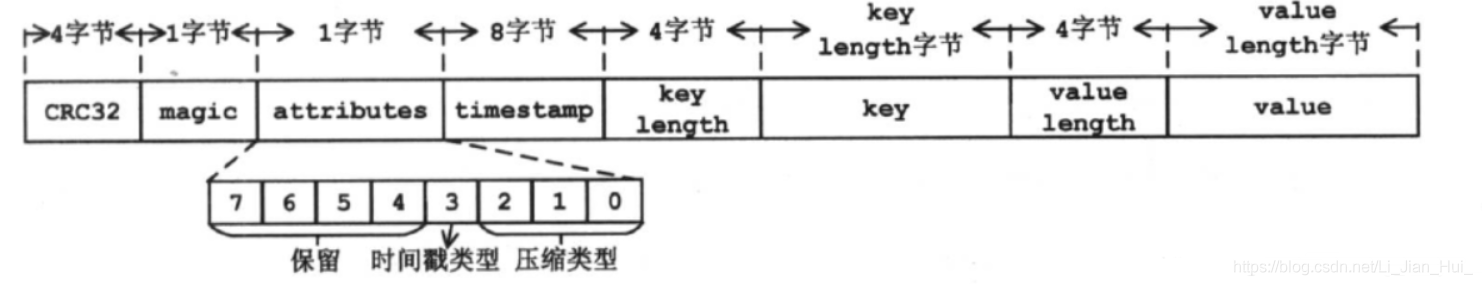 4字节 1字节 1字节 8字节 4字节 key length字节 4字节 value length字节
CRC32 magic attributes timestamp key length key value length value
7 6 5 4 3 2 1 0
保留 时间戳类型 压缩类型
https://blog.csdn.net/Li_Jian_Hui_